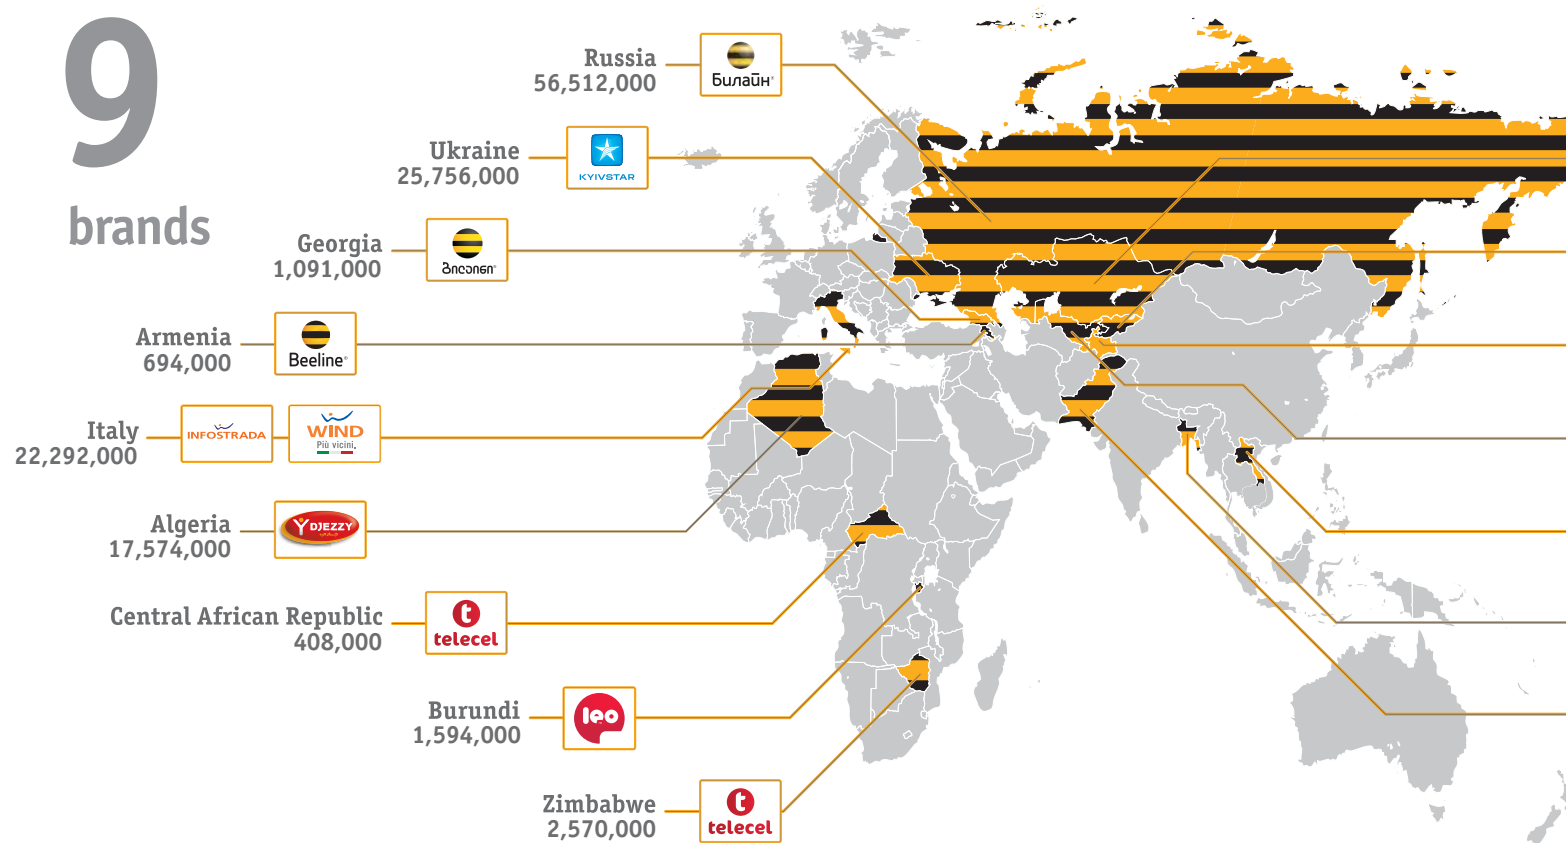 9
brands
Russia
56,512,000
Билайн®
Ukraine
25,756,000
KYIVSTAR
Georgia
1,091,000
ბილაინი®
Armenia
694,000
Beeline®
Italy
22,292,000
INFOSTRADA
WIND
Più vicini.
Algeria
17,574,000
DJEZZY
Central African Republic
408,000
t
telecel
Burundi
1,594,000
leo
Zimbabwe
2,570,000
t
telecel